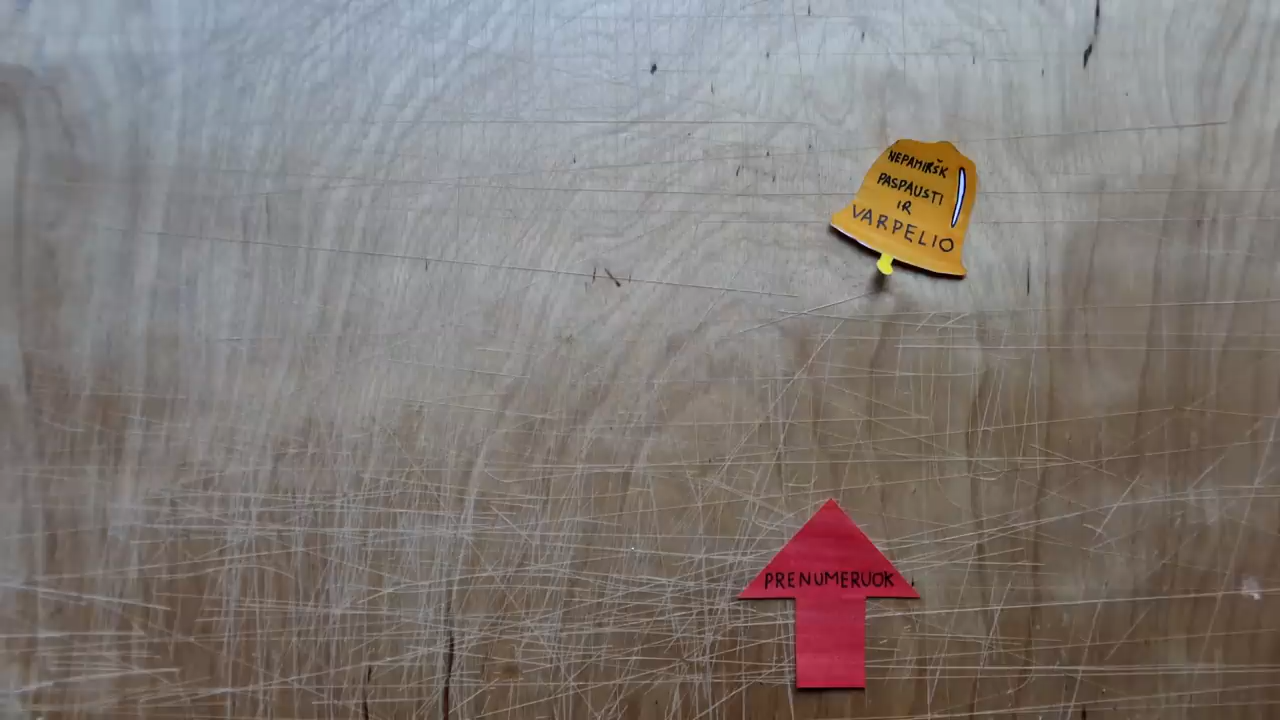 NEPAMIRŠK
PASPAUSTI
IR
VARPELIO
PRENUMERUOK